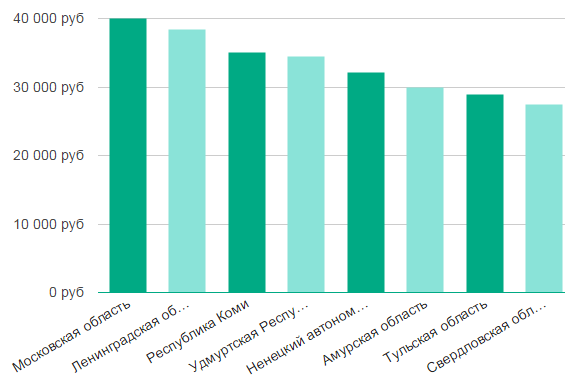 40 000 руб
30 000 руб
20 000 руб
10 000 руб
0 руб
Московская область
Ленинградская об…
Республика Коми
Удмуртская Респу…
Ненецкий автоном…
Амурская область
Тульская область
Свердловская обл…